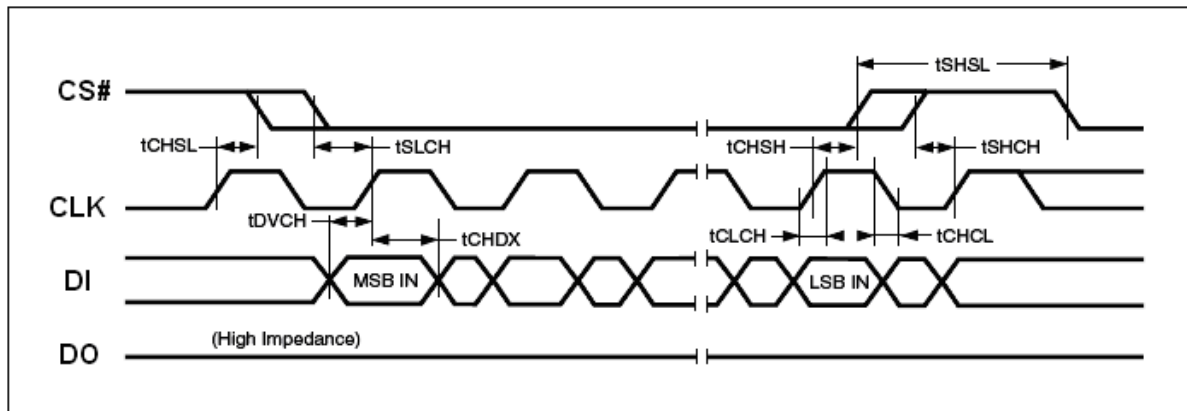 tSHSL
CS#
tCHSL
tSLCH
tCHSH
tSHCH
CLK
tDVCH
tCHDX
tCLCH
tCHCL
DI
MSB IN
LSB IN
(High Impedance)
DO